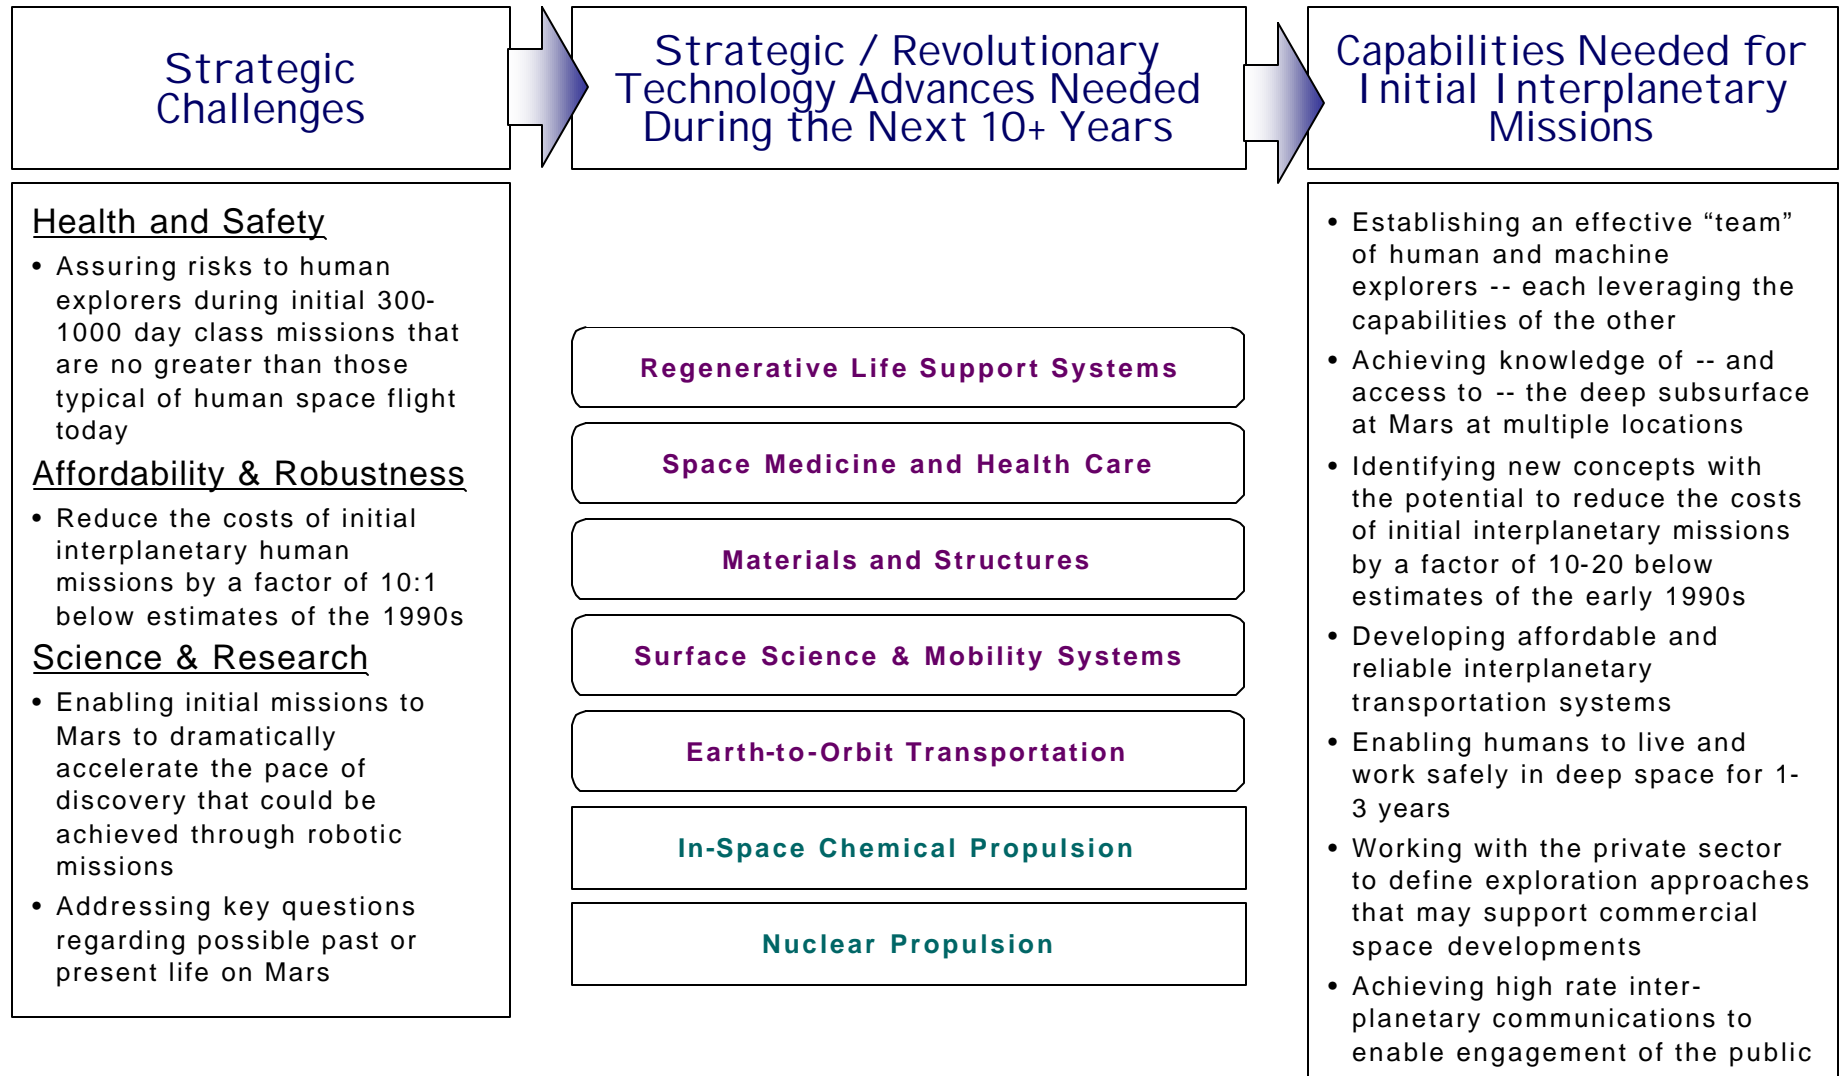 Strategic
Challenges
Strategic / Revolutionary
Technology Advances Needed
During the Next 10+ Years
Capabilities Needed for
Initial Interplanetary
Missions
Health and Safety
• Assuring risks to human
explorers during initial 300-
1000 day class missions that
are no greater than those
typical of human space flight
today
Affordability & Robustness
• Reduce the costs of initial
interplanetary human
missions by a factor of 10:1
below estimates of the 1990s
Science & Research
• Enabling initial missions to
Mars to dramatically
accelerate the pace of
discovery that could be
achieved through robotic
missions
• Addressing key questions
regarding possible past or
present life on Mars
Regenerative Life Support Systems
Space Medicine and Health Care
Materials and Structures
Surface Science & Mobility Systems
Earth-to-Orbit Transportation
In-Space Chemical Propulsion
Nuclear Propulsion
• Establishing an effective “team”
of human and machine
explorers -- each leveraging the
capabilities of the other
• Achieving knowledge of -- and
access to -- the deep subsurface
at Mars at multiple locations
• Identifying new concepts with
the potential to reduce the costs
of initial interplanetary missions
by a factor of 10-20 below
estimates of the early 1990s
• Developing affordable and
reliable interplanetary
transportation systems
• Enabling humans to live and
work safely in deep space for 1-
3 years
• Working with the private sector
to define exploration approaches
that may support commercial
space developments
• Achieving high rate inter-
planetary communications to
enable engagement of the public